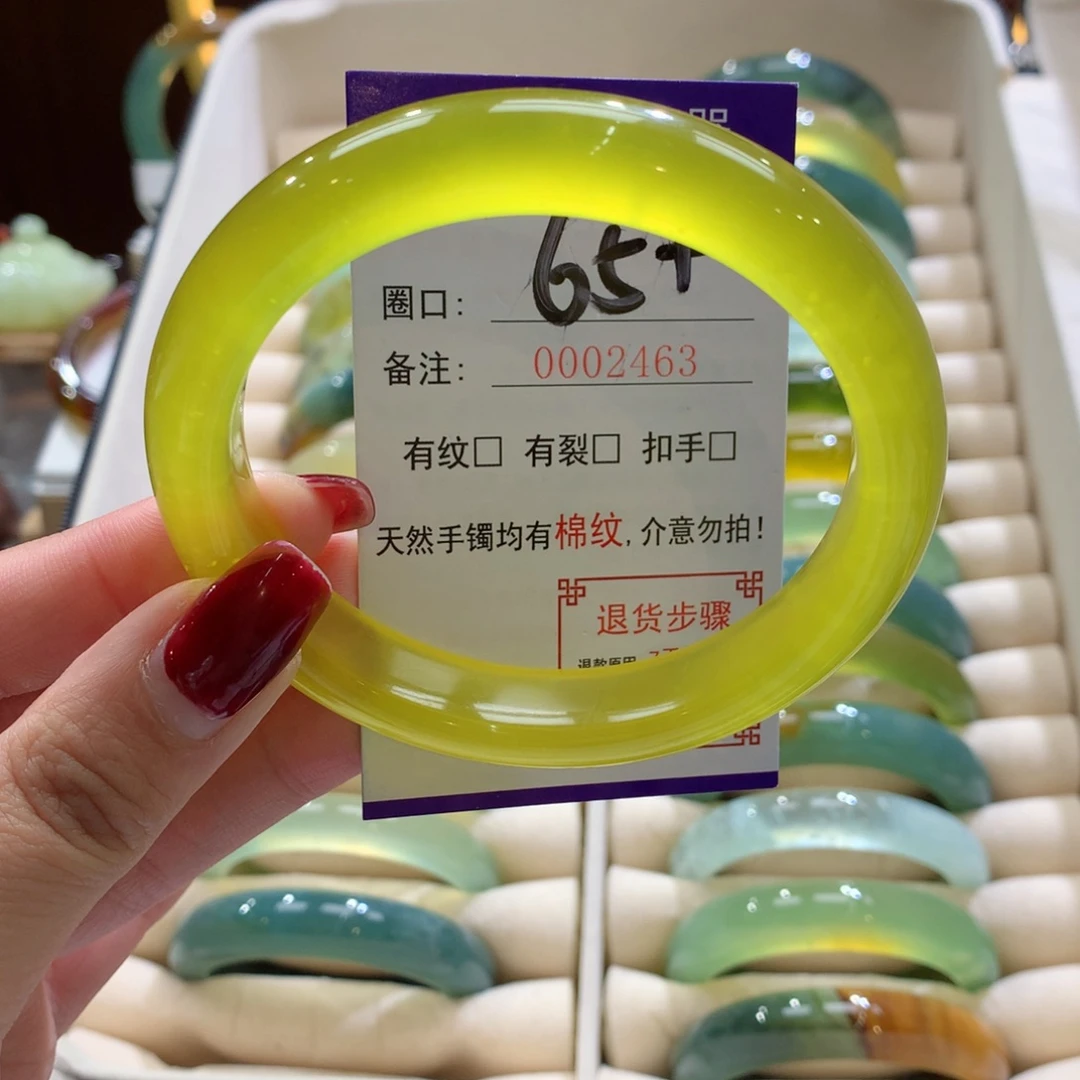 65+
圈口:
备注: 0002463
有纹□ 有裂□ 扣手□
天然手镯均有棉纹,介意勿拍!
退货步骤